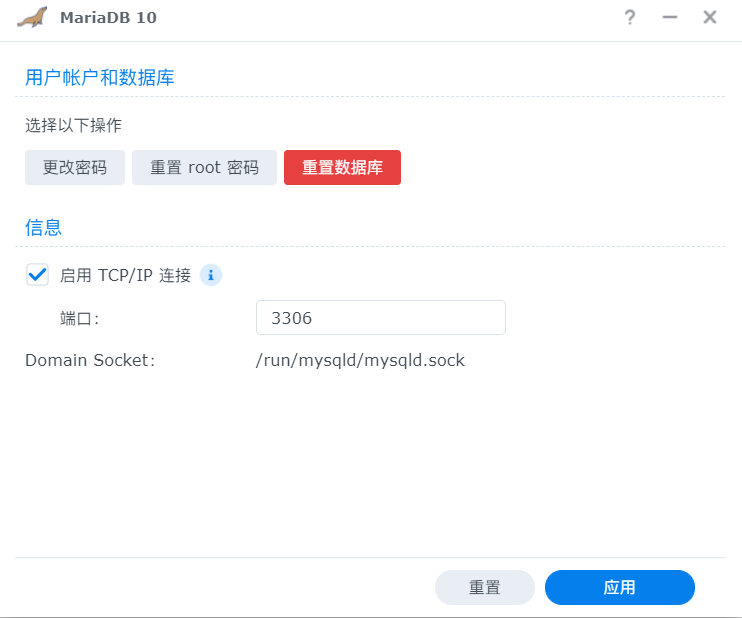 MariaDB 10
用户帐户和数据库
选择以下操作
更改密码 重置 root 密码 重置数据库
信息
启用 TCP/IP 连接
端口： 3306
Domain Socket: /run/mysqld/mysqld.sock
重置 应用